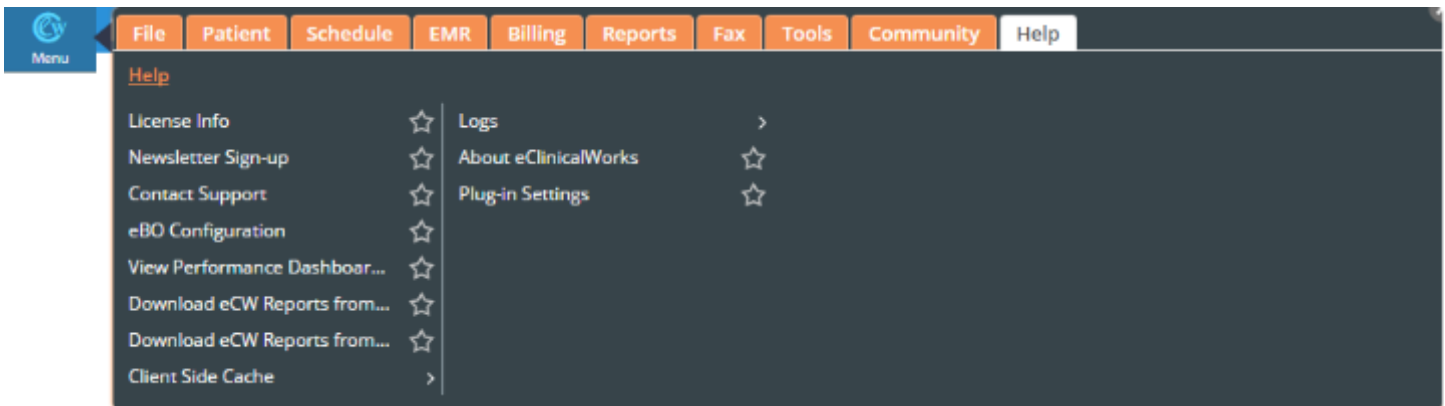 CW
Menu
File Patient Schedule EMR Billing Reports Fax Tools Community Help
Help
License Info
Newsletter Sign-up
Contact Support
eBO Configuration
View Performance Dashboar...
Download eCW Reports from...
Download eCW Reports from...
Client Side Cache
Logs
About eClinicalWorks
Plug-in Settings